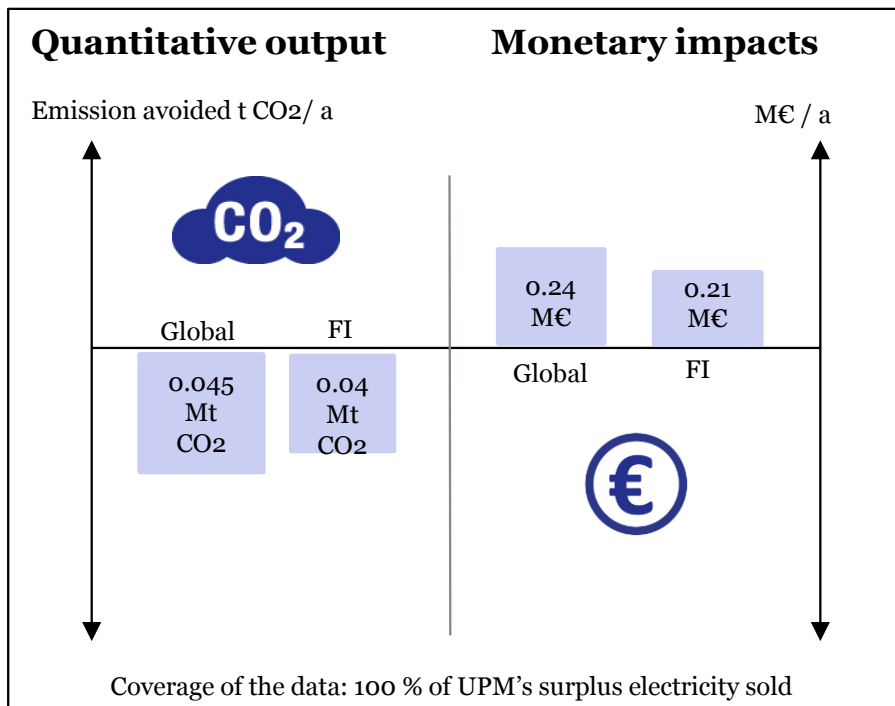 Quantitative output
Monetary impacts
Emission avoided t CO2/ a
M€ / a
CO₂
Global
FI
0.045
Mt
CO2
0.04
Mt
CO2
0.24
M€
0.21
M€
Global
FI
€
Coverage of the data: 100 % of UPM’s surplus electricity sold